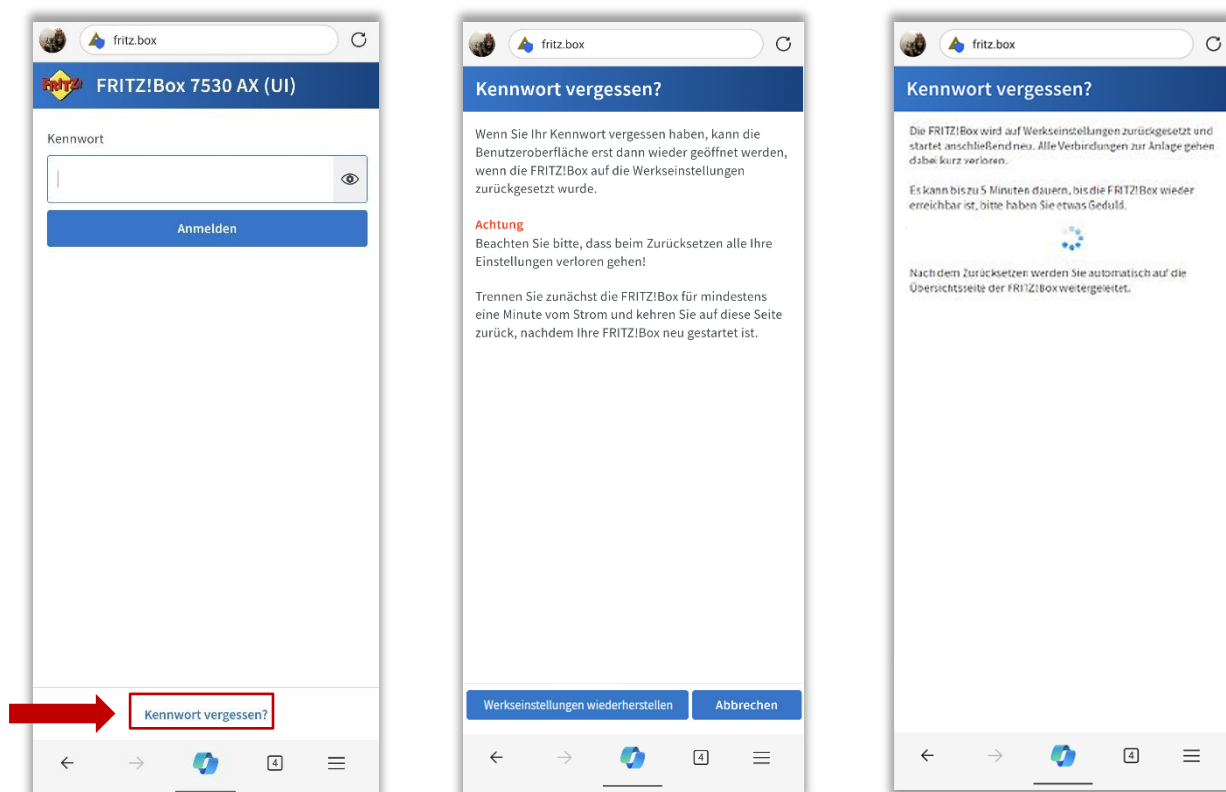 fritz.box
FRITZ! FRITZ!Box 7530 AX (UI)
Kennwort
Anmelden
Kennwort vergessen?
4
fritz.box
Kennwort vergessen?
Wenn Sie Ihr Kennwort vergessen haben, kann die
Benutzeroberfläche erst dann wieder geöffnet werden,
wenn die FRITZ!Box auf die Werkseinstellungen
zurückgesetzt wurde.
Achtung
Beachten Sie bitte, dass beim Zurücksetzen alle Ihre
Einstellungen verloren gehen!
Trennen Sie zunächst die FRITZ!Box für mindestens
eine Minute vom Strom und kehren Sie auf diese Seite
zurück, nachdem Ihre FRITZ!Box neu gestartet ist.
Werkseinstellungen wiederherstellen Abbrechen
4
fritz.box
Kennwort vergessen?
Die FRITZ!Box wird auf Werkseinstellungen zurückgesetzt und
startet anschließend neu. Alle Verbindungen zur Anlage gehen
dabei kurz verloren.
Es kann bis zu 5 Minuten dauern, bis die FRITZ!Box wieder
erreichbar ist, bitte haben Sie etwas Geduld.
Nach dem Zurücksetzen werden Sie automatisch auf die
Übersichtsseite der FRITZ!Box weitergeleitet.
4